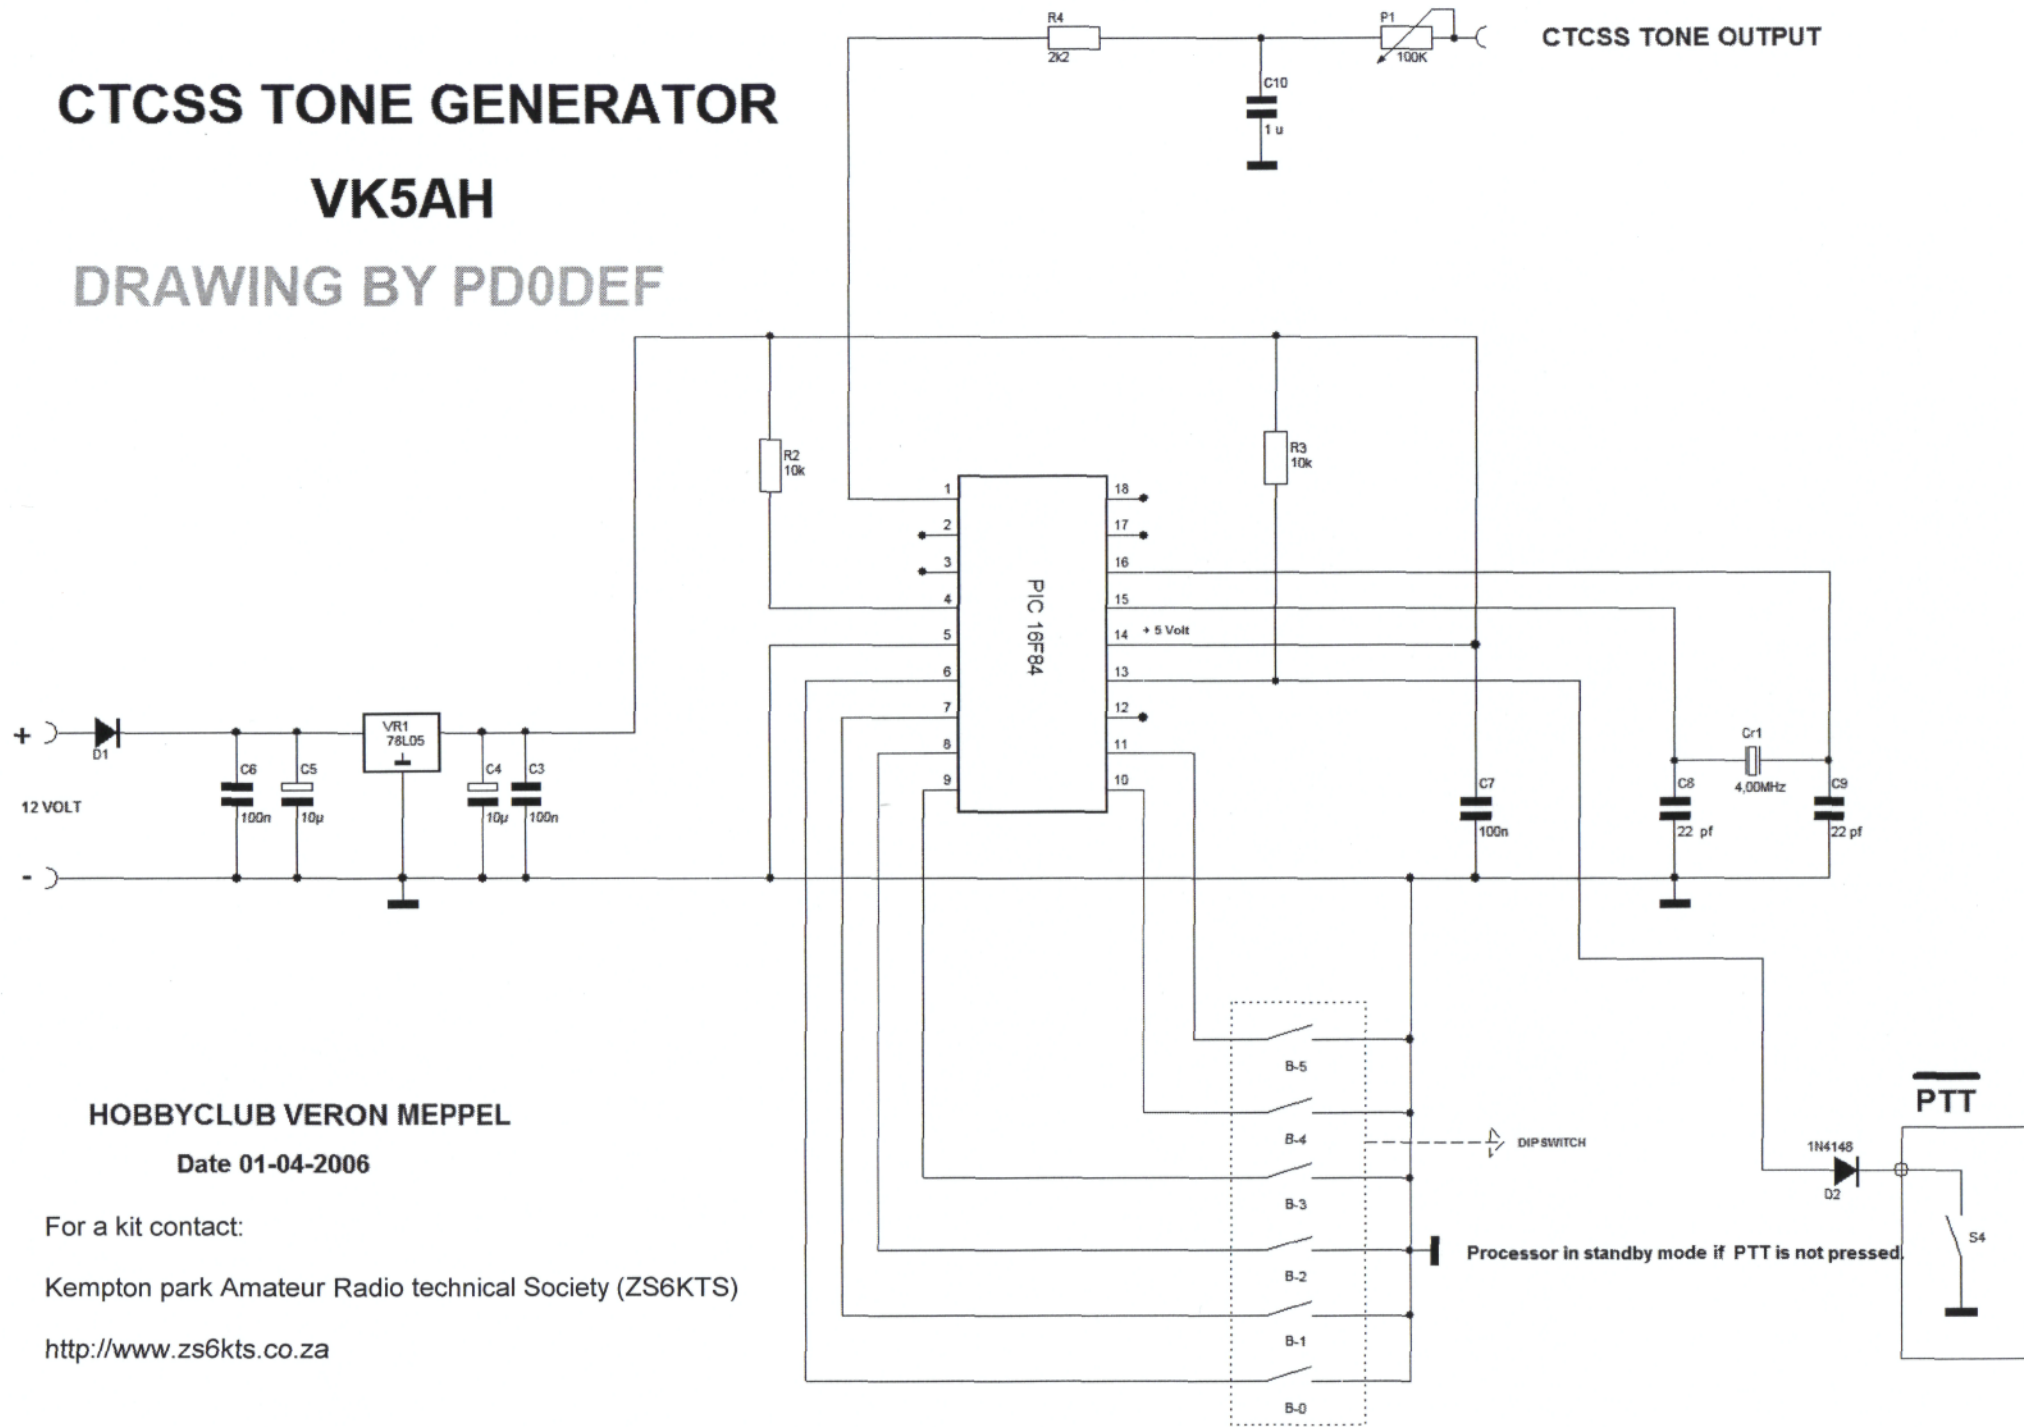 R4
2k2
P1
100K
CTCSS TONE OUTPUT
C10
1 u
CTCSS TONE GENERATOR
VK5AH
DRAWING BY PD0DEF
R2
10k
R3
10k
1
2
3
4
5
6
7
8
9
PIC 16F84
18
17
16
15
14
+ 5 Volt
13
12
11
10
+
D1
12 VOLT
-
C6
100n
C5
10µ
VR1
78L05
C4
10µ
C3
100n
C7
100n
Cr1
4,00MHz
C8
22 pf
C9
22 pf
B-5
B-4
B-3
B-2
B-1
B-0
DIPSWITCH
PTT
1N4148
D2
S4
Processor in standby mode if PTT is not pressed.
HOBBYCLUB VERON MEPPEL
Date 01-04-2006
For a kit contact:
Kempton park Amateur Radio technical Society (ZS6KTS)
http://www.zs6kts.co.za